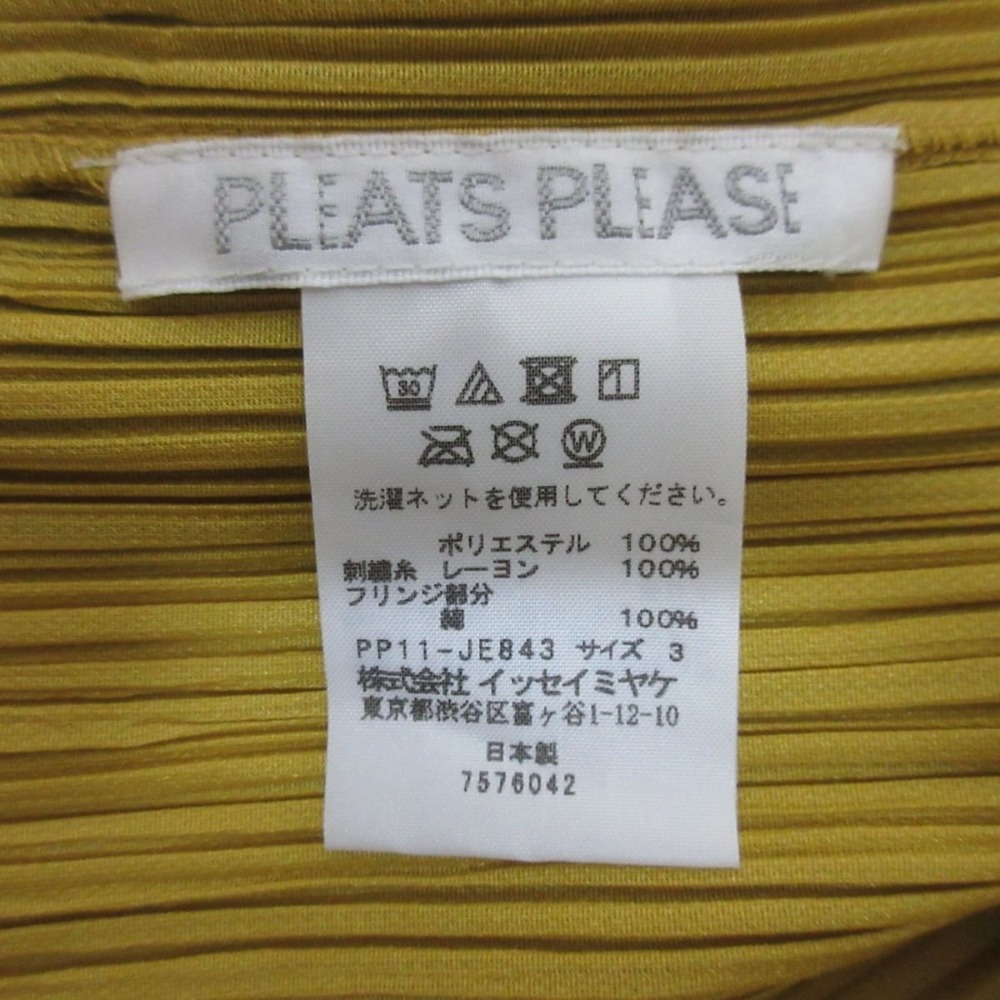 PLEATS PLEASE
30
W
洗濯ネットを使用してください。
ポリエステル 100%
刺繍糸 レーヨン 100%
フリンジ部分
綿 100%
PP11-JE843 サイズ 3
株式会社 イッセイミヤケ
東京都渋谷区富ヶ谷1-12-10
日本製
7576042